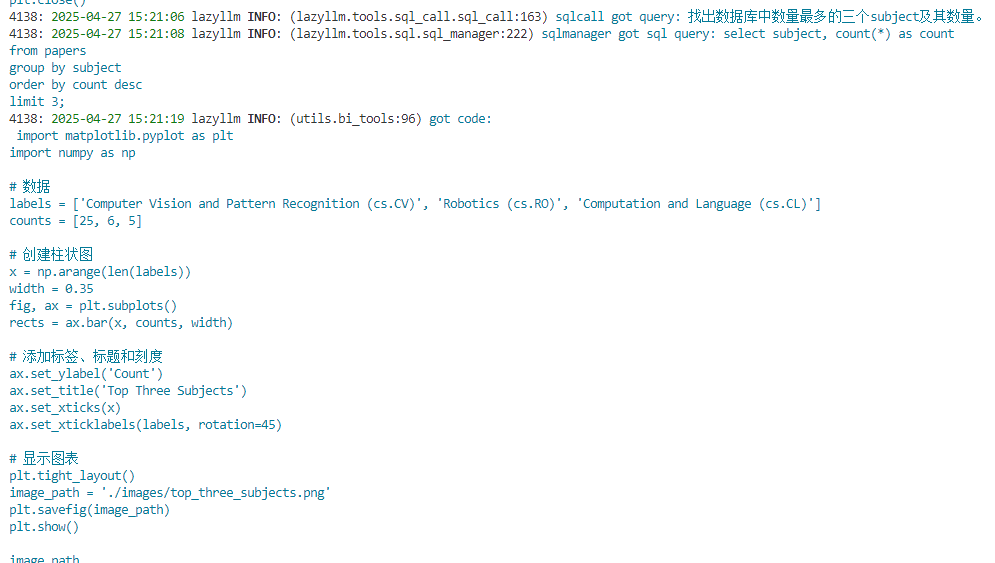 plt.close()
4138: 2025-04-27 15:21:06 lazyllm INFO: (lazyllm.tools.sql_call.sql_call:163) sqlcall got query: 找出数据库中数量最多的三个subject及其数量。
4138: 2025-04-27 15:21:08 lazyllm INFO: (lazyllm.tools.sql.sql_manager:222) sqlmanager got sql query: select subject, count(*) as count
from papers
group by subject
order by count desc
limit 3;
4138: 2025-04-27 15:21:19 lazyllm INFO: (utils.bi_tools:96) got code:
 import matplotlib.pyplot as plt
import numpy as np

# 数据
labels = ['Computer Vision and Pattern Recognition (cs.CV)', 'Robotics (cs.RO)', 'Computation and Language (cs.CL)']
counts = [25, 6, 5]

# 创建柱状图
x = np.arange(len(labels))
width = 0.35
fig, ax = plt.subplots()
rects = ax.bar(x, counts, width)

# 添加标签、标题和刻度
ax.set_ylabel('Count')
ax.set_title('Top Three Subjects')
ax.set_xticks(x)
ax.set_xticklabels(labels, rotation=45)

# 显示图表
plt.tight_layout()
image_path = './images/top_three_subjects.png'
plt.savefig(image_path)
plt.show()

image_path